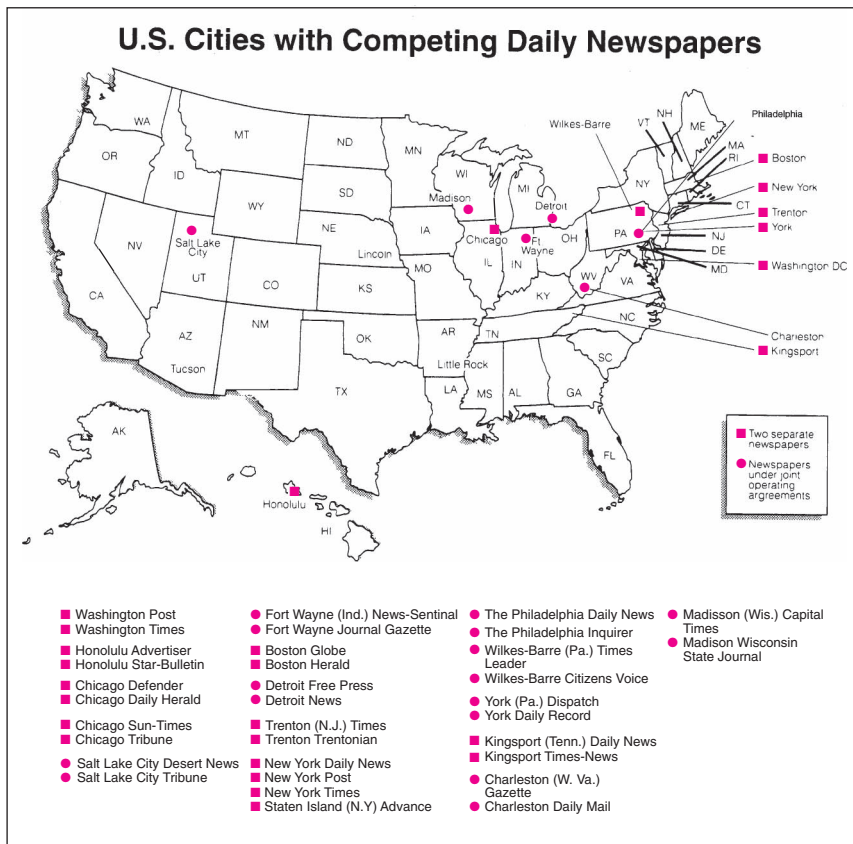 U.S. Cities with Competing Daily Newspapers
WA
MT
ND
MN
OR
ID
WY
SD
WI
MI
Madison
Detroit
Wilkes-Barre
VT
NH
ME
Philadelphia
MA
RI
Boston
NY
New York
CT
Trenton
York
NJ
DE
MD
Washington DC
NV
Salt Lake
City
UT
NE
Lincoln
IA
Chicago
Ft
Wayne
OH
PA
IL
IN
WV
VA
CA
CO
KS
MO
KY
NC
Charleston
Kingsport
AZ
Tucson
NM
OK
AR
Little Rock
TN
SC
TX
LA
MS
AL
GA
FL
AK
Honolulu
HI
Two separate
newspapers
Newspapers
under joint
operating
argreements
Washington Post
Washington Times
Honolulu Advertiser
Honolulu Star-Bulletin
Chicago Defender
Chicago Daily Herald
Chicago Sun-Times
Chicago Tribune
Salt Lake City Desert News
Salt Lake City Tribune
Fort Wayne (Ind.) News-Sentinal
Fort Wayne Journal Gazette
Boston Globe
Boston Herald
Detroit Free Press
Detroit News
Trenton (N.J.) Times
Trenton Trentonian
New York Daily News
New York Post
New York Times
Staten Island (N.Y) Advance
The Philadelphia Daily News
The Philadelphia Inquirer
Wilkes-Barre (Pa.) Times
Leader
Wilkes-Barre Citizens Voice
York (Pa.) Dispatch
York Daily Record
Kingsport (Tenn.) Daily News
Kingsport Times-News
Charleston (W. Va.)
Gazette
Charleston Daily Mail
Madisson (Wis.) Capital
Times
Madison Wisconsin
State Journal